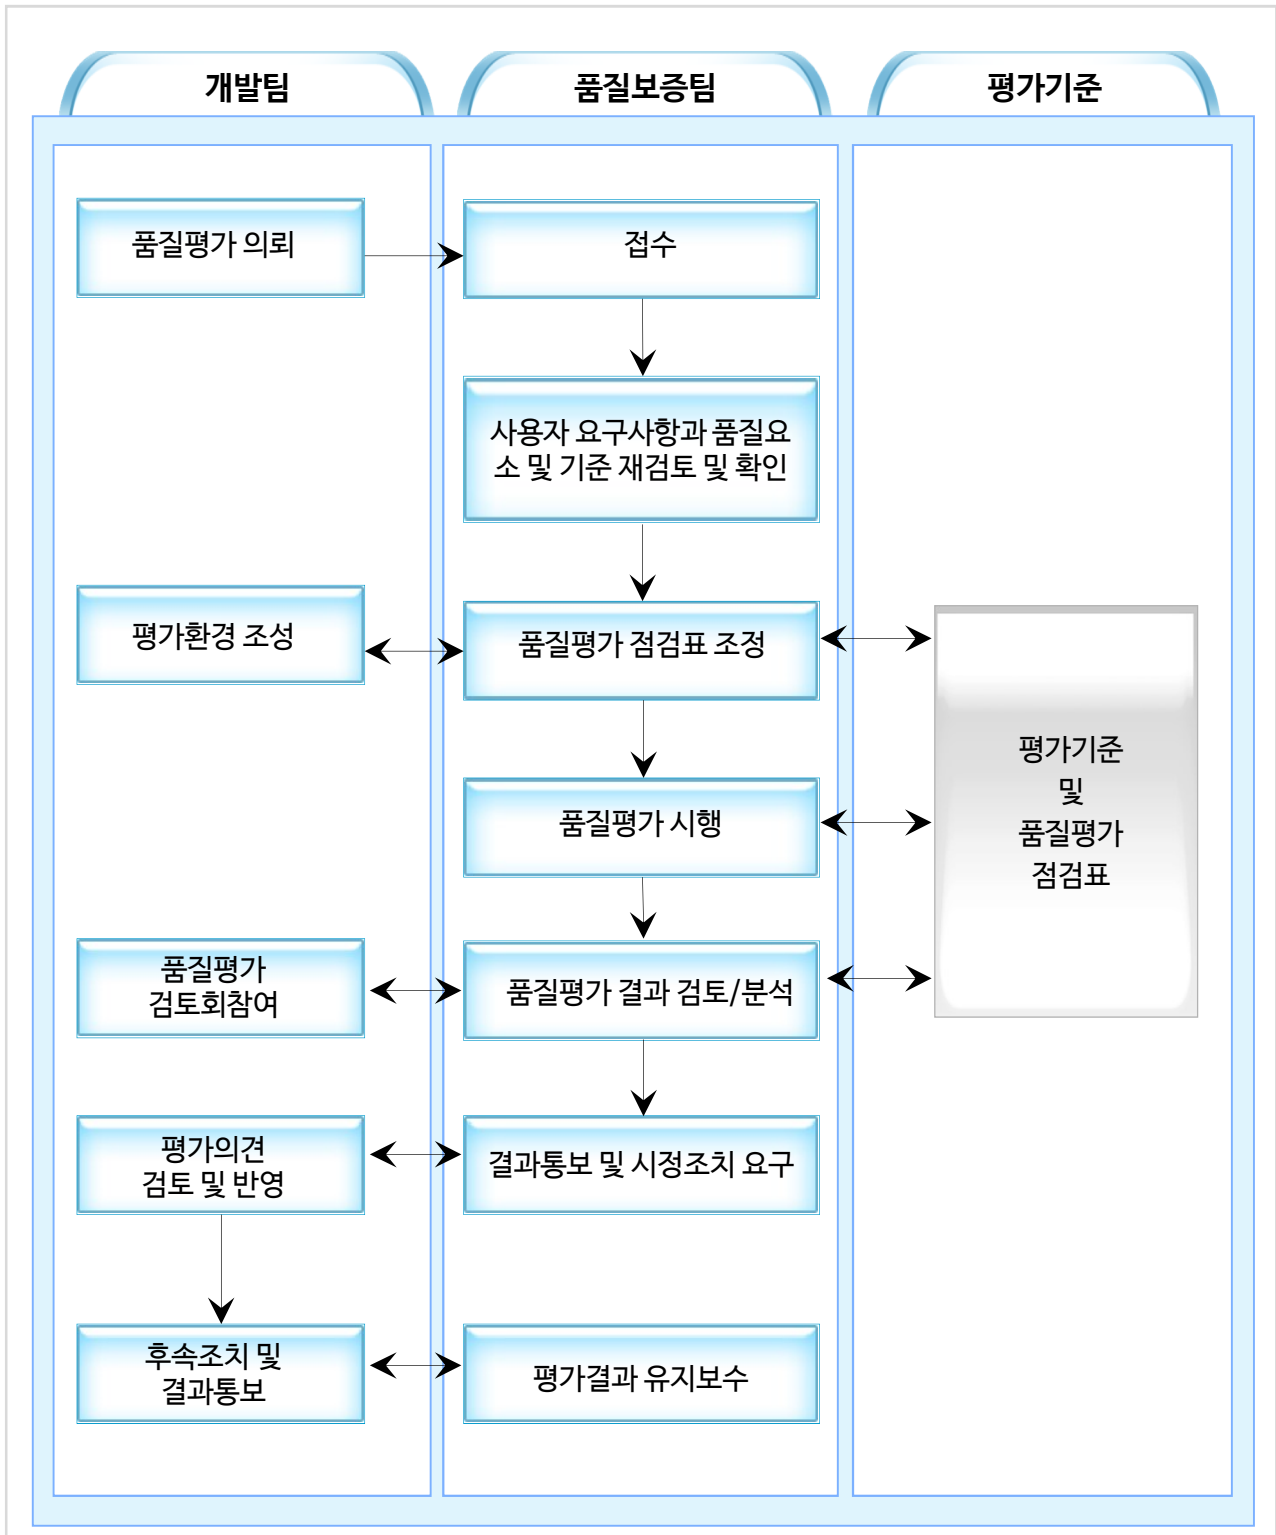 개발팀
품질보증팀
평가기준
품질평가 의뢰
접수
사용자 요구사항과 품질요
소 및 기준 재검토 및 확인
평가환경 조성
품질평가 점검표 조정
평가기준
및
품질평가
점검표
품질평가 시행
품질평가
검토회참여
품질평가 결과 검토/분석
평가의견
검토 및 반영
결과통보 및 시정조치 요구
후속조치 및
결과통보
평가결과 유지보수